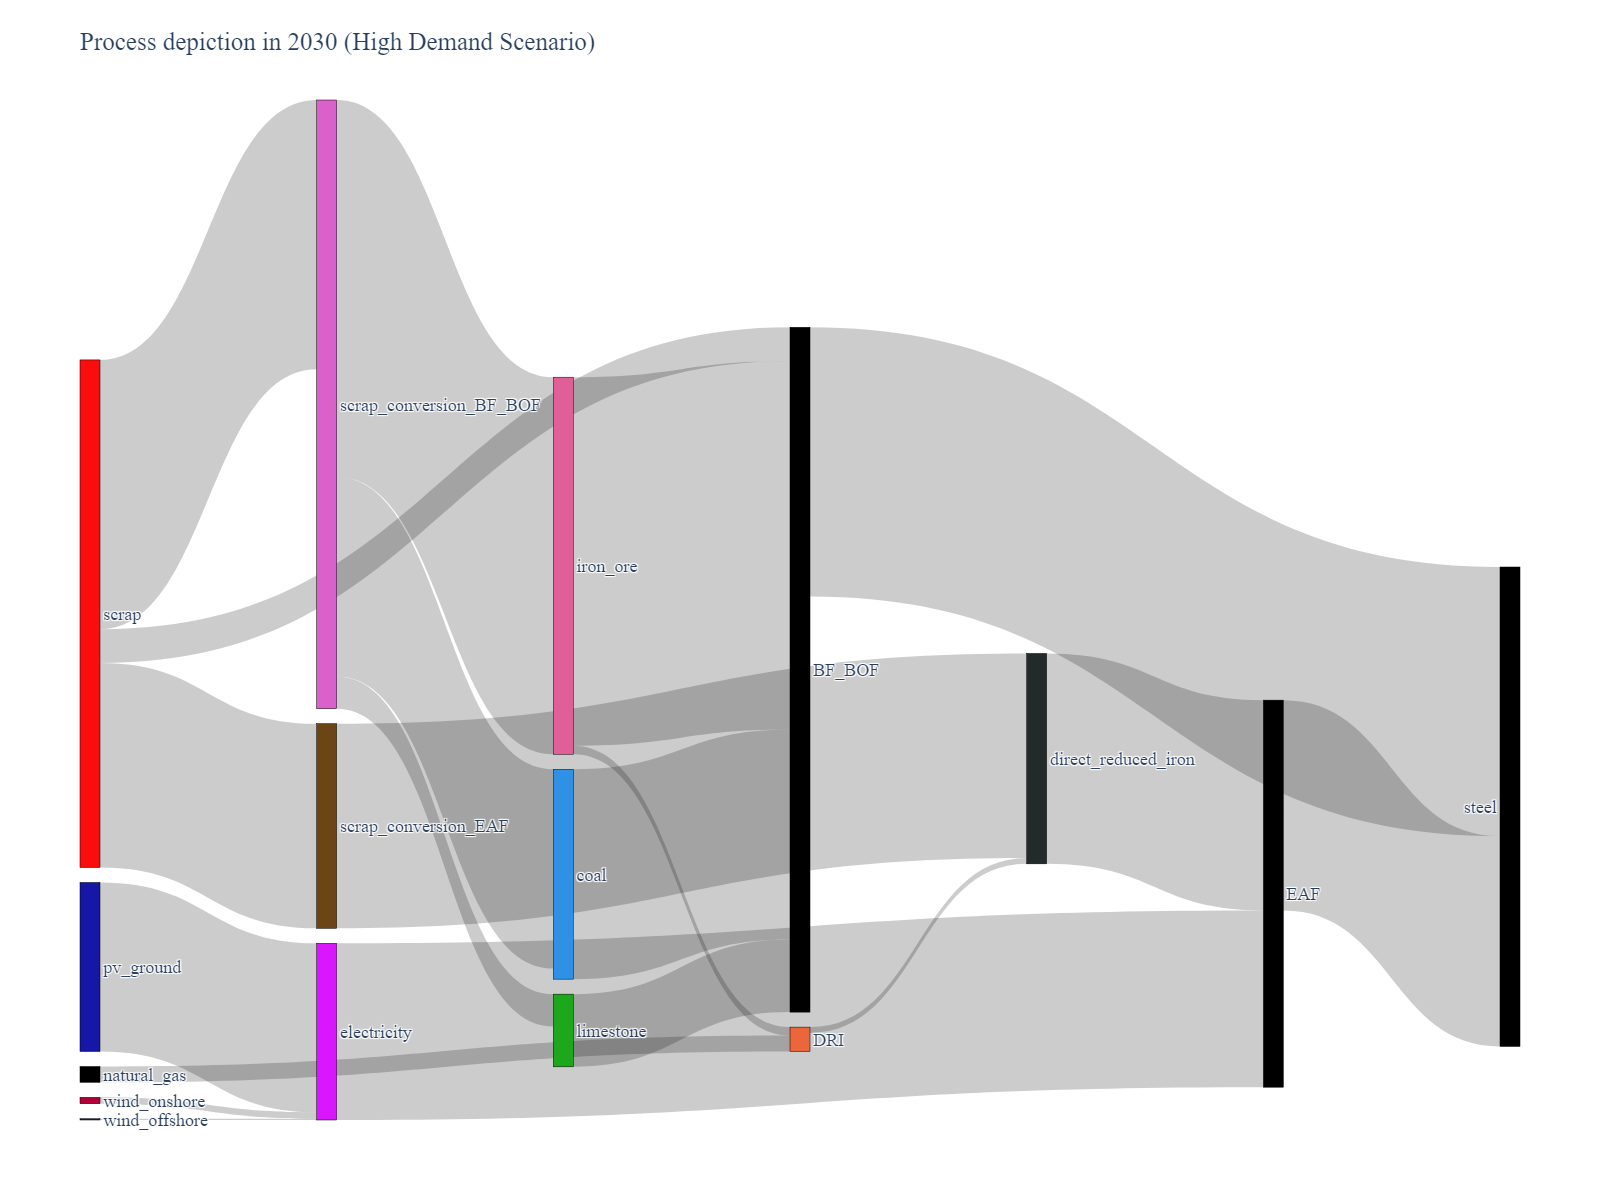 Process depiction in 2030 (High Demand Scenario)
scrap_conversion_BF_BOF
iron_ore
scrap
BF_BOF
direct_reduced_iron
steel
scrap_conversion_EAF
coal
EAF
pv_ground
electricity
limestone
DRI
natural_gas
wind_onshore
wind_offshore